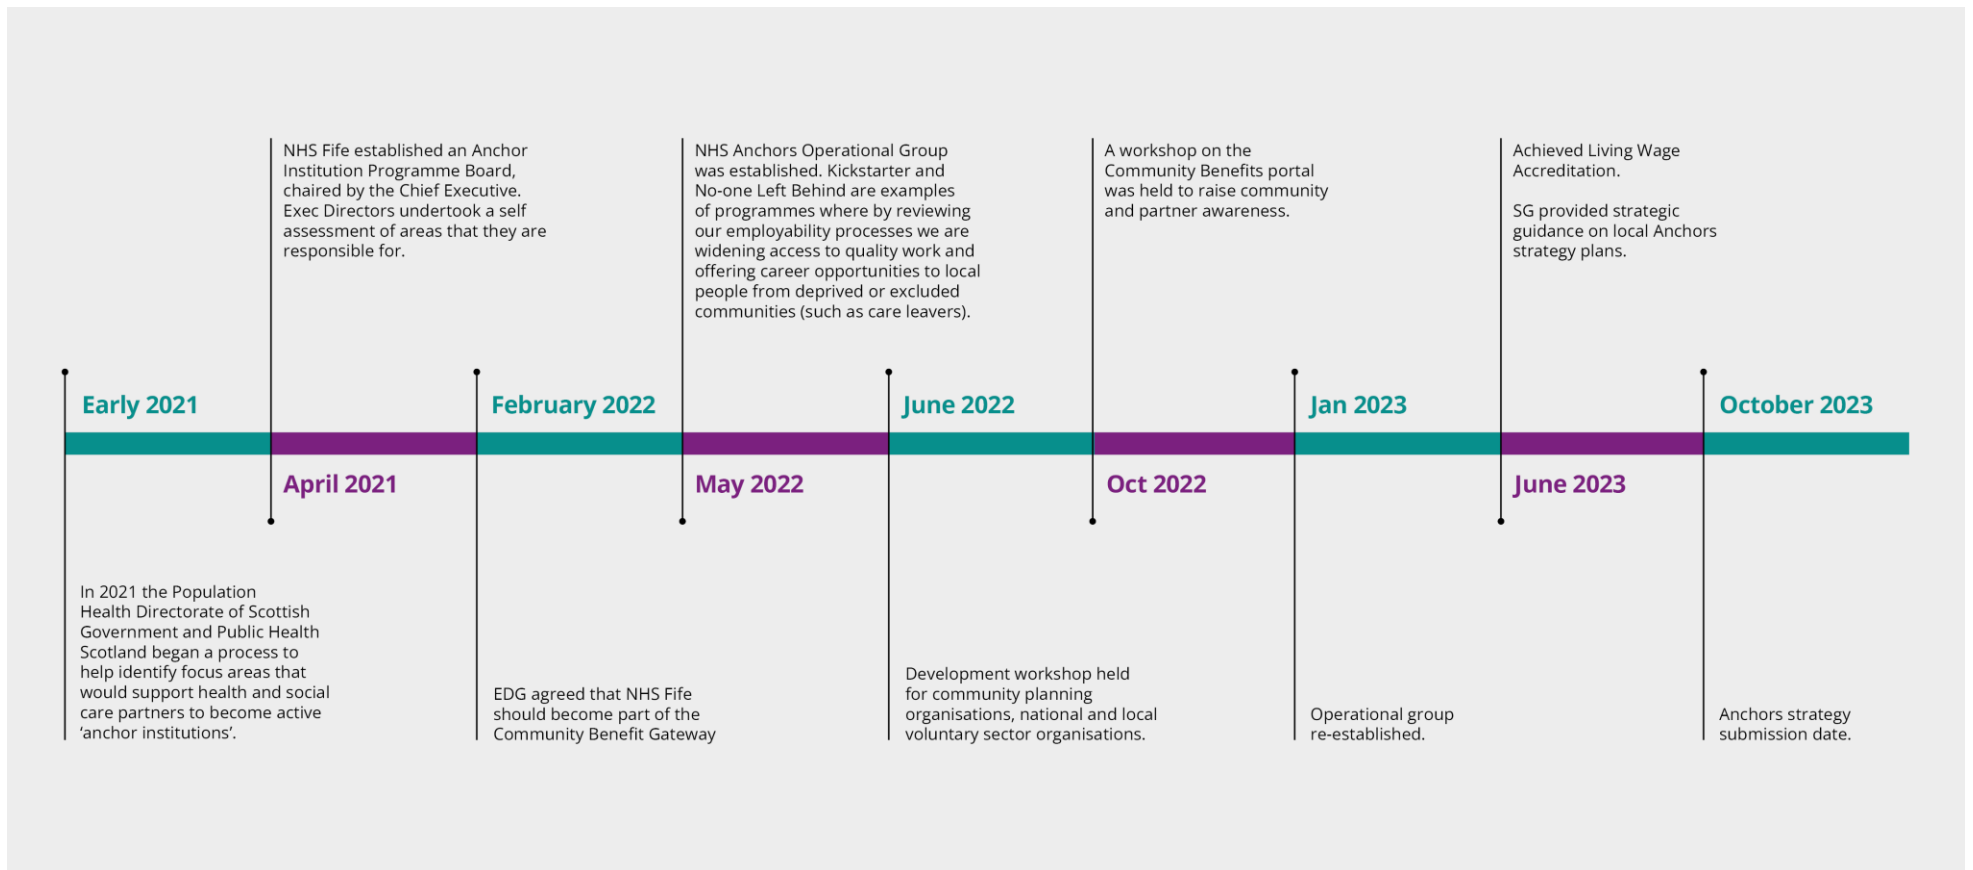 NHS Fife established an Anchor
Institution Programme Board,
chaired by the Chief Executive.
Exec Directors undertook a self
assessment of areas that they are
responsible for.
NHS Anchors Operational Group
was established. Kickstarter and
No-one Left Behind are examples
of programmes where by reviewing
our employability processes we are
widening access to quality work and
offering career opportunities to local
people from deprived or excluded
communities (such as care leavers).
A workshop on the
Community Benefits portal
was held to raise community
and partner awareness.
Achieved Living Wage
Accreditation.
SG provided strategic
guidance on local Anchors
strategy plans.
Early 2021
February 2022
June 2022
Jan 2023
October 2023
April 2021
May 2022
Oct 2022
June 2023
In 2021 the Population
Health Directorate of Scottish
Government and Public Health
Scotland began a process to
help identify focus areas that
would support health and social
care partners to become active
‘anchor institutions’.
EDG agreed that NHS Fife
should become part of the
Community Benefit Gateway
Development workshop held
for community planning
organisations, national and local
voluntary sector organisations.
Operational group
re-established.
Anchors strategy
submission date.